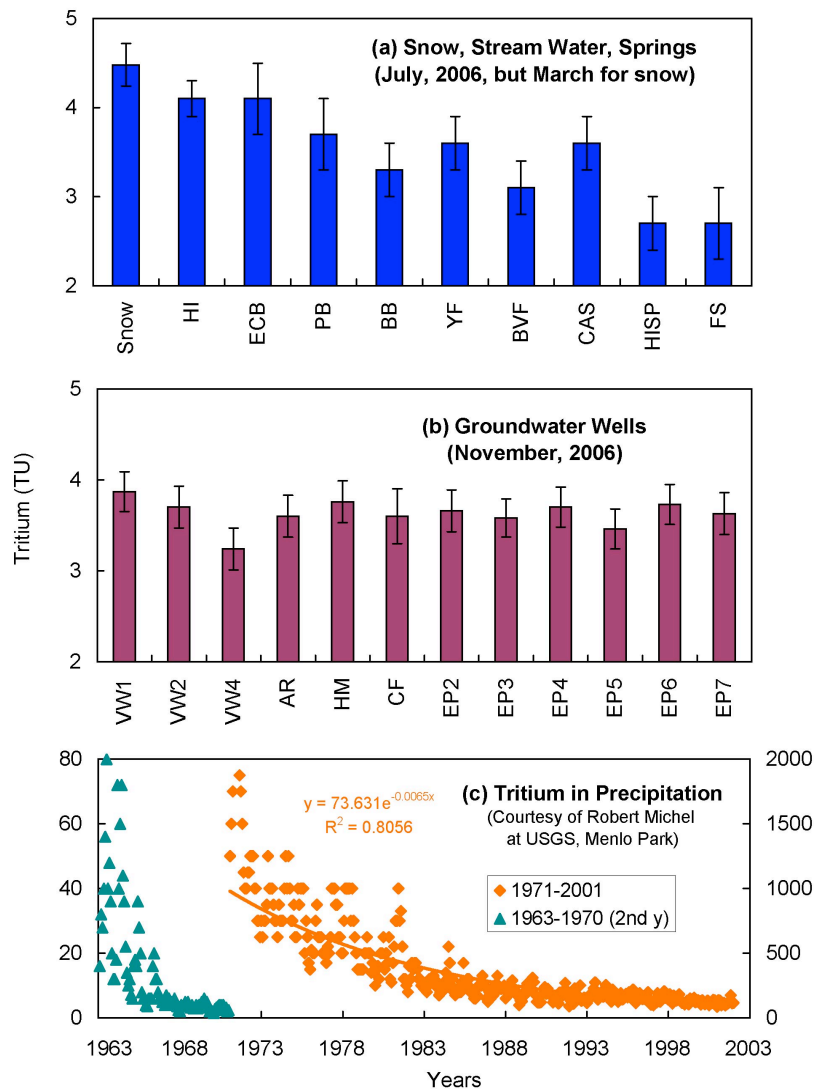 5
4
3
2
(a) Snow, Stream Water, Springs
(July, 2006, but March for snow)
Snow
HI
ECB
PB
BB
YF
BVF
CAS
HISP
FS
Tritium (TU)
5
4
3
2
(b) Groundwater Wells
(November, 2006)
VW1
VW2
VW4
AR
HM
CF
EP2
EP3
EP4
EP5
EP6
EP7
80
60
40
20
0
y = 73.631e^-0.0065x
R² = 0.8056
(c) Tritium in Precipitation
(Courtesy of Robert Michel
at USGS, Menlo Park)
1971-2001
1963-1970 (2nd y)
2000
1500
1000
500
0
1963 1968 1973 1978 1983 1988 1993 1998 2003
Years